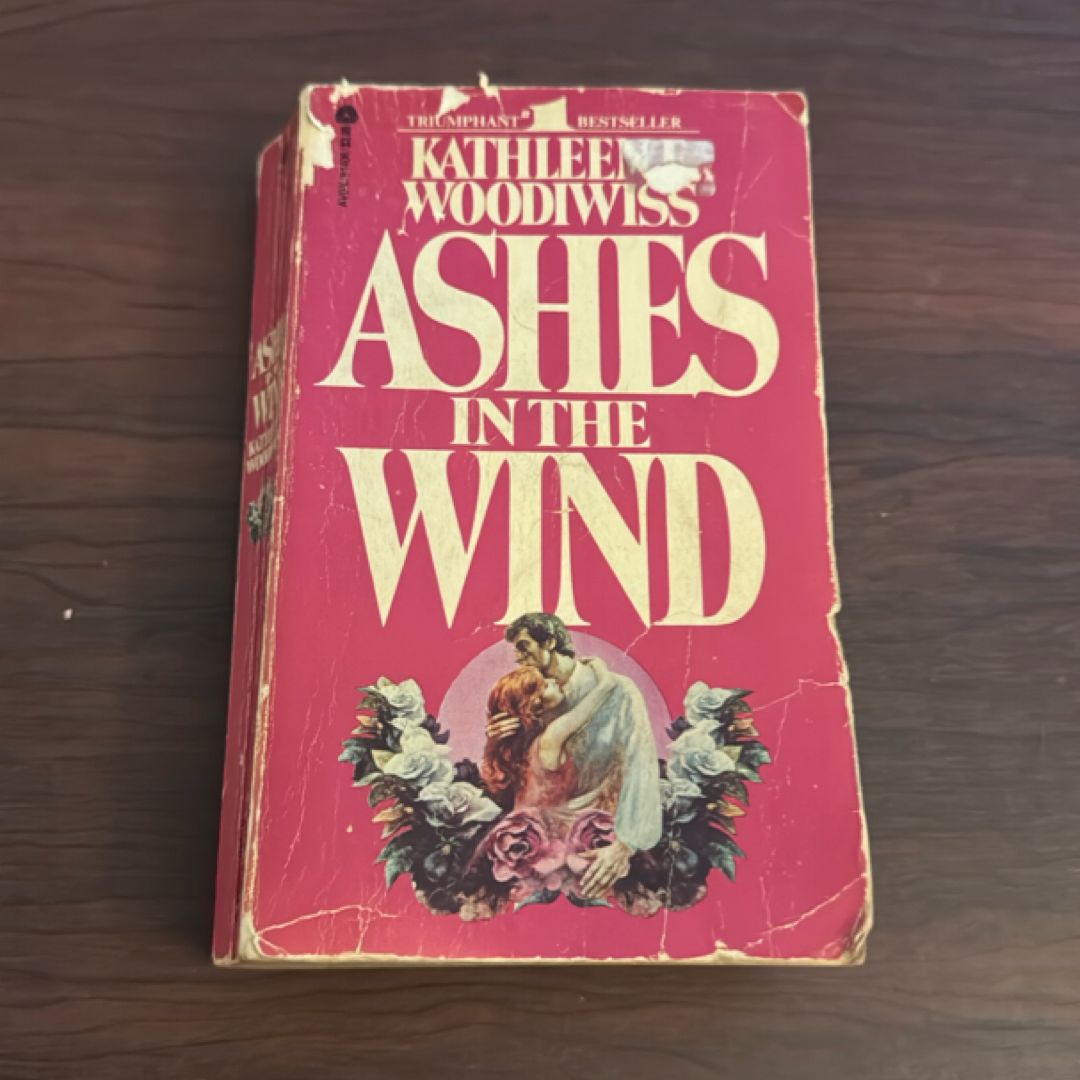 TRIUMPHANT #1 BESTSELLER
KATHLEEN
WOODIWISS
ASHES
IN THE
WIND